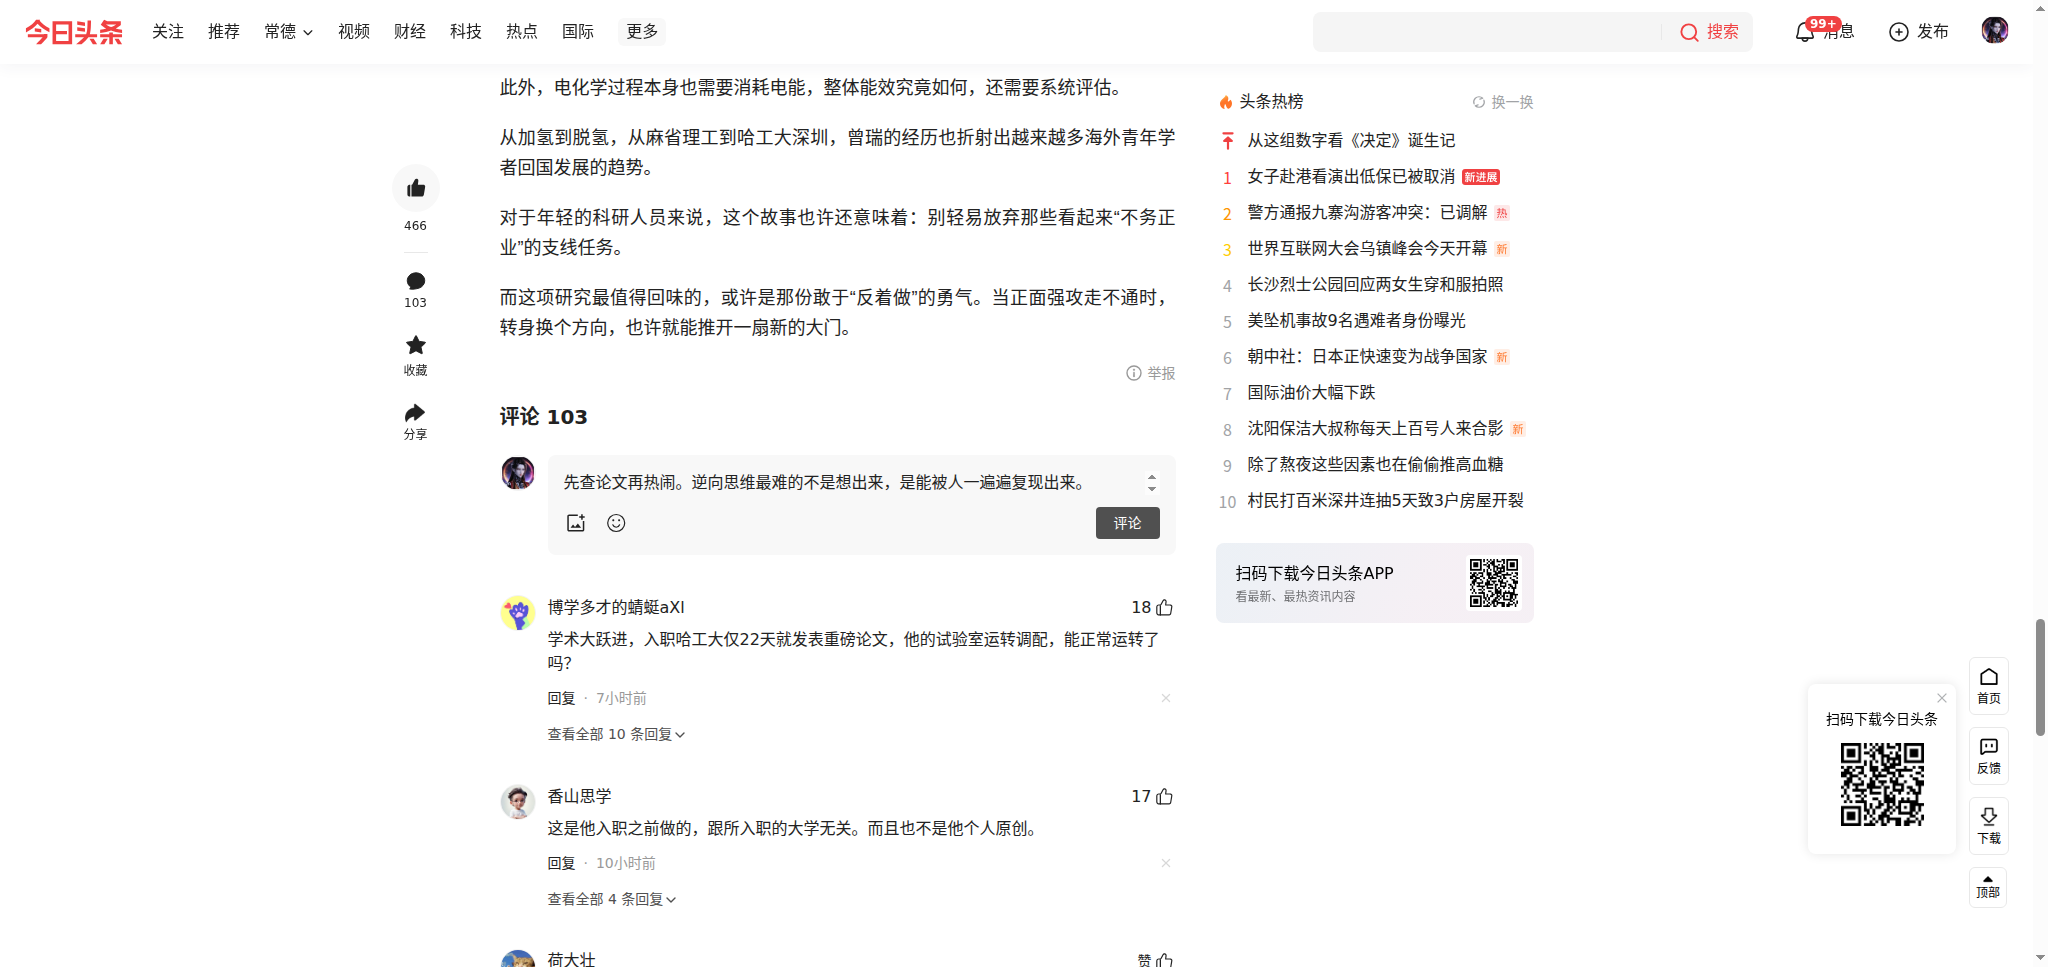 今日头条
关注 推荐 常德 视频 财经 科技 热点 国际 更多
搜索
99+
消息
发布
此外，电化学过程本身也需要消耗电能，整体能效究竟如何，还需要系统评估。
从加氢到脱氢，从麻省理工到哈工大深圳，曾瑞的经历也折射出越来越多海外青年学
者回国发展的趋势。
对于年轻的科研人员来说，这个故事也许还意味着：别轻易放弃那些看起来“不务正
业”的支线任务。
而这项研究最值得回味的，或许是那份敢于“反着做”的勇气。当正面强攻走不通时，
转身换个方向，也许就能推开一扇新的大门。
466
103
收藏
分享
举报
评论 103
先查论文再热闹。逆向思维最难的不是想出来，是能被人一遍遍复现出来。
评论
博学多才的蜻蜓aXl
18
学术大跃进，入职哈工大仅22天就发表重磅论文，他的试验室运转调配，能正常运转了
吗？
回复 · 7小时前
查看全部 10 条回复
香山思学
17
这是他入职之前做的，跟所入职的大学无关。而且也不是他个人原创。
回复 · 10小时前
查看全部 4 条回复
荷大壮
赞
头条热榜
换一换
从这组数字看《决定》诞生记
1 女子赴港看演出低保已被取消 新进展
2 警方通报九寨沟游客冲突：已调解 热
3 世界互联网大会乌镇峰会今天开幕 新
4 长沙烈士公园回应两女生穿和服拍照
5 美坠机事故9名遇难者身份曝光
6 朝中社：日本正快速变为战争国家 新
7 国际油价大幅下跌
8 沈阳保洁大叔称每天上百号人来合影 新
9 除了熬夜这些因素也在偷偷推高血糖
10 村民打百米深井连抽5天致3户房屋开裂
扫码下载今日头条APP
看最新、最热资讯内容
扫码下载今日头条
首页
反馈
下载
顶部